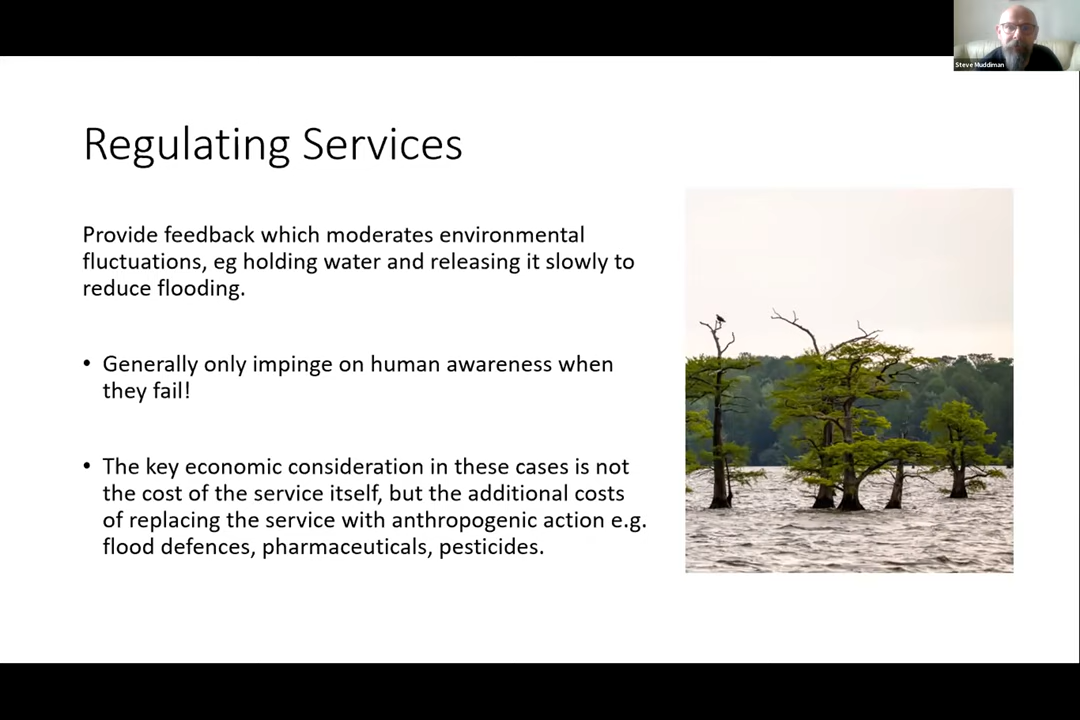 Steve Muddiman
Regulating Services
Provide feedback which moderates environmental
fluctuations, eg holding water and releasing it slowly to
reduce flooding.
• Generally only impinge on human awareness when
they fail!
• The key economic consideration in these cases is not
the cost of the service itself, but the additional costs
of replacing the service with anthropogenic action e.g.
flood defences, pharmaceuticals, pesticides.